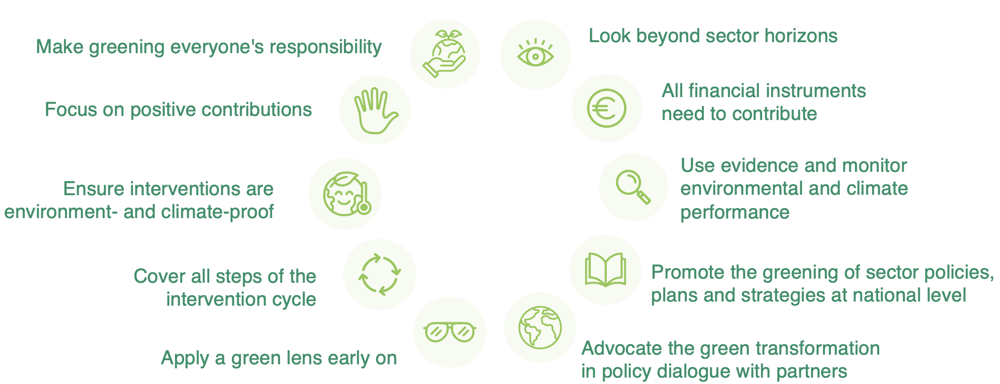 Make greening everyone's responsibility
Look beyond sector horizons
Focus on positive contributions
All financial instruments
need to contribute
Ensure interventions are
environment- and climate-proof
Use evidence and monitor
environmental and climate
performance
Cover all steps of the
intervention cycle
Promote the greening of sector policies,
plans and strategies at national level
Apply a green lens early on
Advocate the green transformation
in policy dialogue with partners